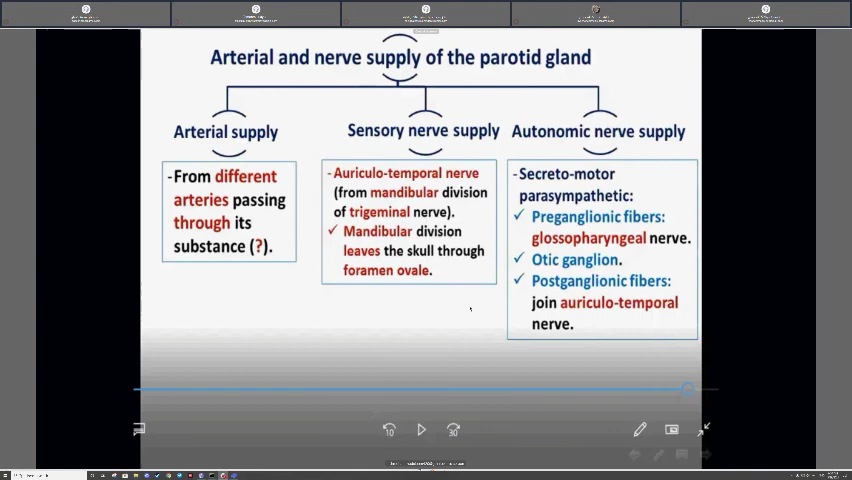 Arterial and nerve supply of the parotid gland
Arterial supply
-From different
arteries passing
through its
substance (?).
Sensory nerve supply
-Auriculo-temporal nerve
(from mandibular division
of trigeminal nerve).
✓ Mandibular division
leaves the skull through
foramen ovale.
Autonomic nerve supply
-Secreto-motor
parasympathetic:
✓ Preganglionic fibers:
glossopharyngeal nerve.
✓ Otic ganglion.
✓ Postganglionic fibers:
join auriculo-temporal
nerve.
10
30